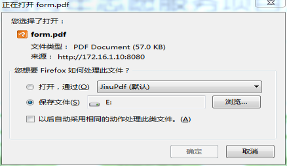 正在打开 form.pdf
您选择了打开:
form.pdf
文件类型: PDF Document (57.0 KB)
来源: http://172.16.1.10:8080
您想要 Firefox 如何处理此文件?
打开,通过(O) JisuPdf (默认)
保存文件(S) E: 浏览...
以后自动采用相同的动作处理此类文件。(A)
确定 取消